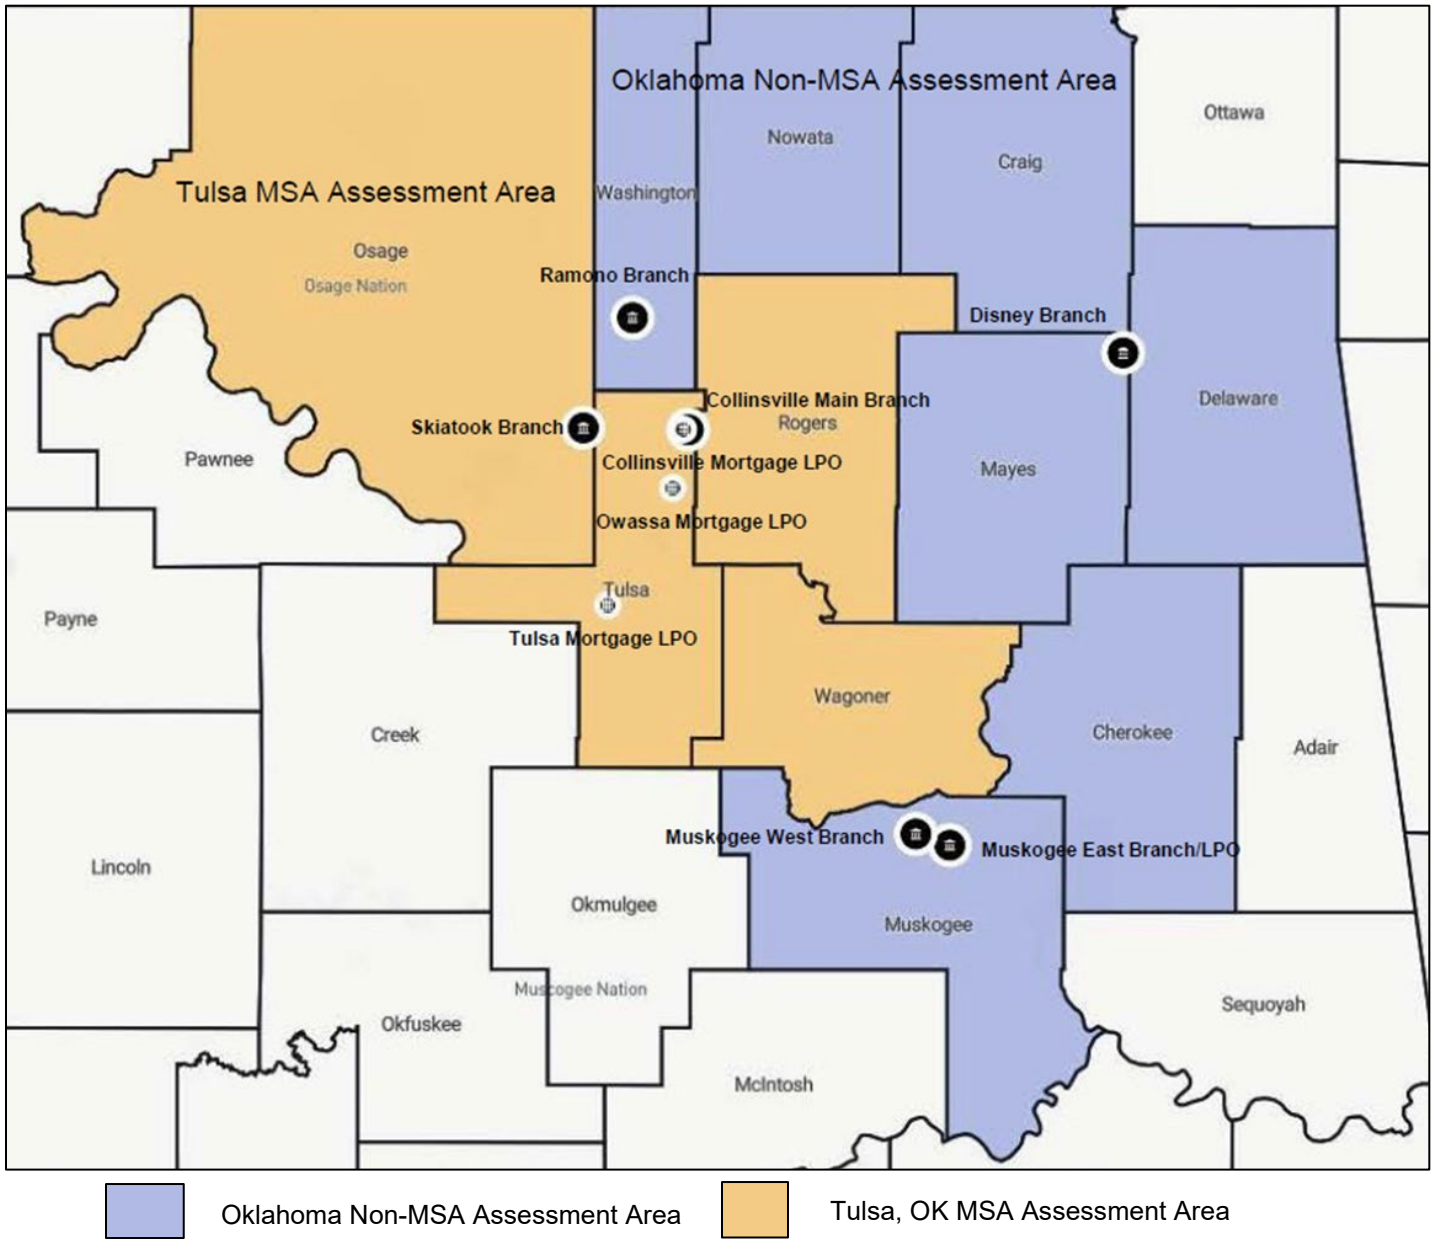 Oklahoma Non-MSA Assessment Area
Ottawa
Nowata
Craig
Tulsa MSA Assessment Area
Washington
Osage
Osage Nation
Ramono Branch
Disney Branch
Collinsville Main Branch
Delaware
Skiatook Branch
Rogers
Pawnee
Collinsville Mortgage LPO
Mayes
Owassa Mortgage LPO
Tulsa
Payne
Tulsa Mortgage LPO
Wagoner
Creek
Cherokee
Adair
Muskogee West Branch
Muskogee East Branch/LPO
Lincoln
Okmulgee
Muskogee
Muscogee Nation
Sequoyah
Okfuskee
McIntosh
Oklahoma Non-MSA Assessment Area
Tulsa, OK MSA Assessment Area